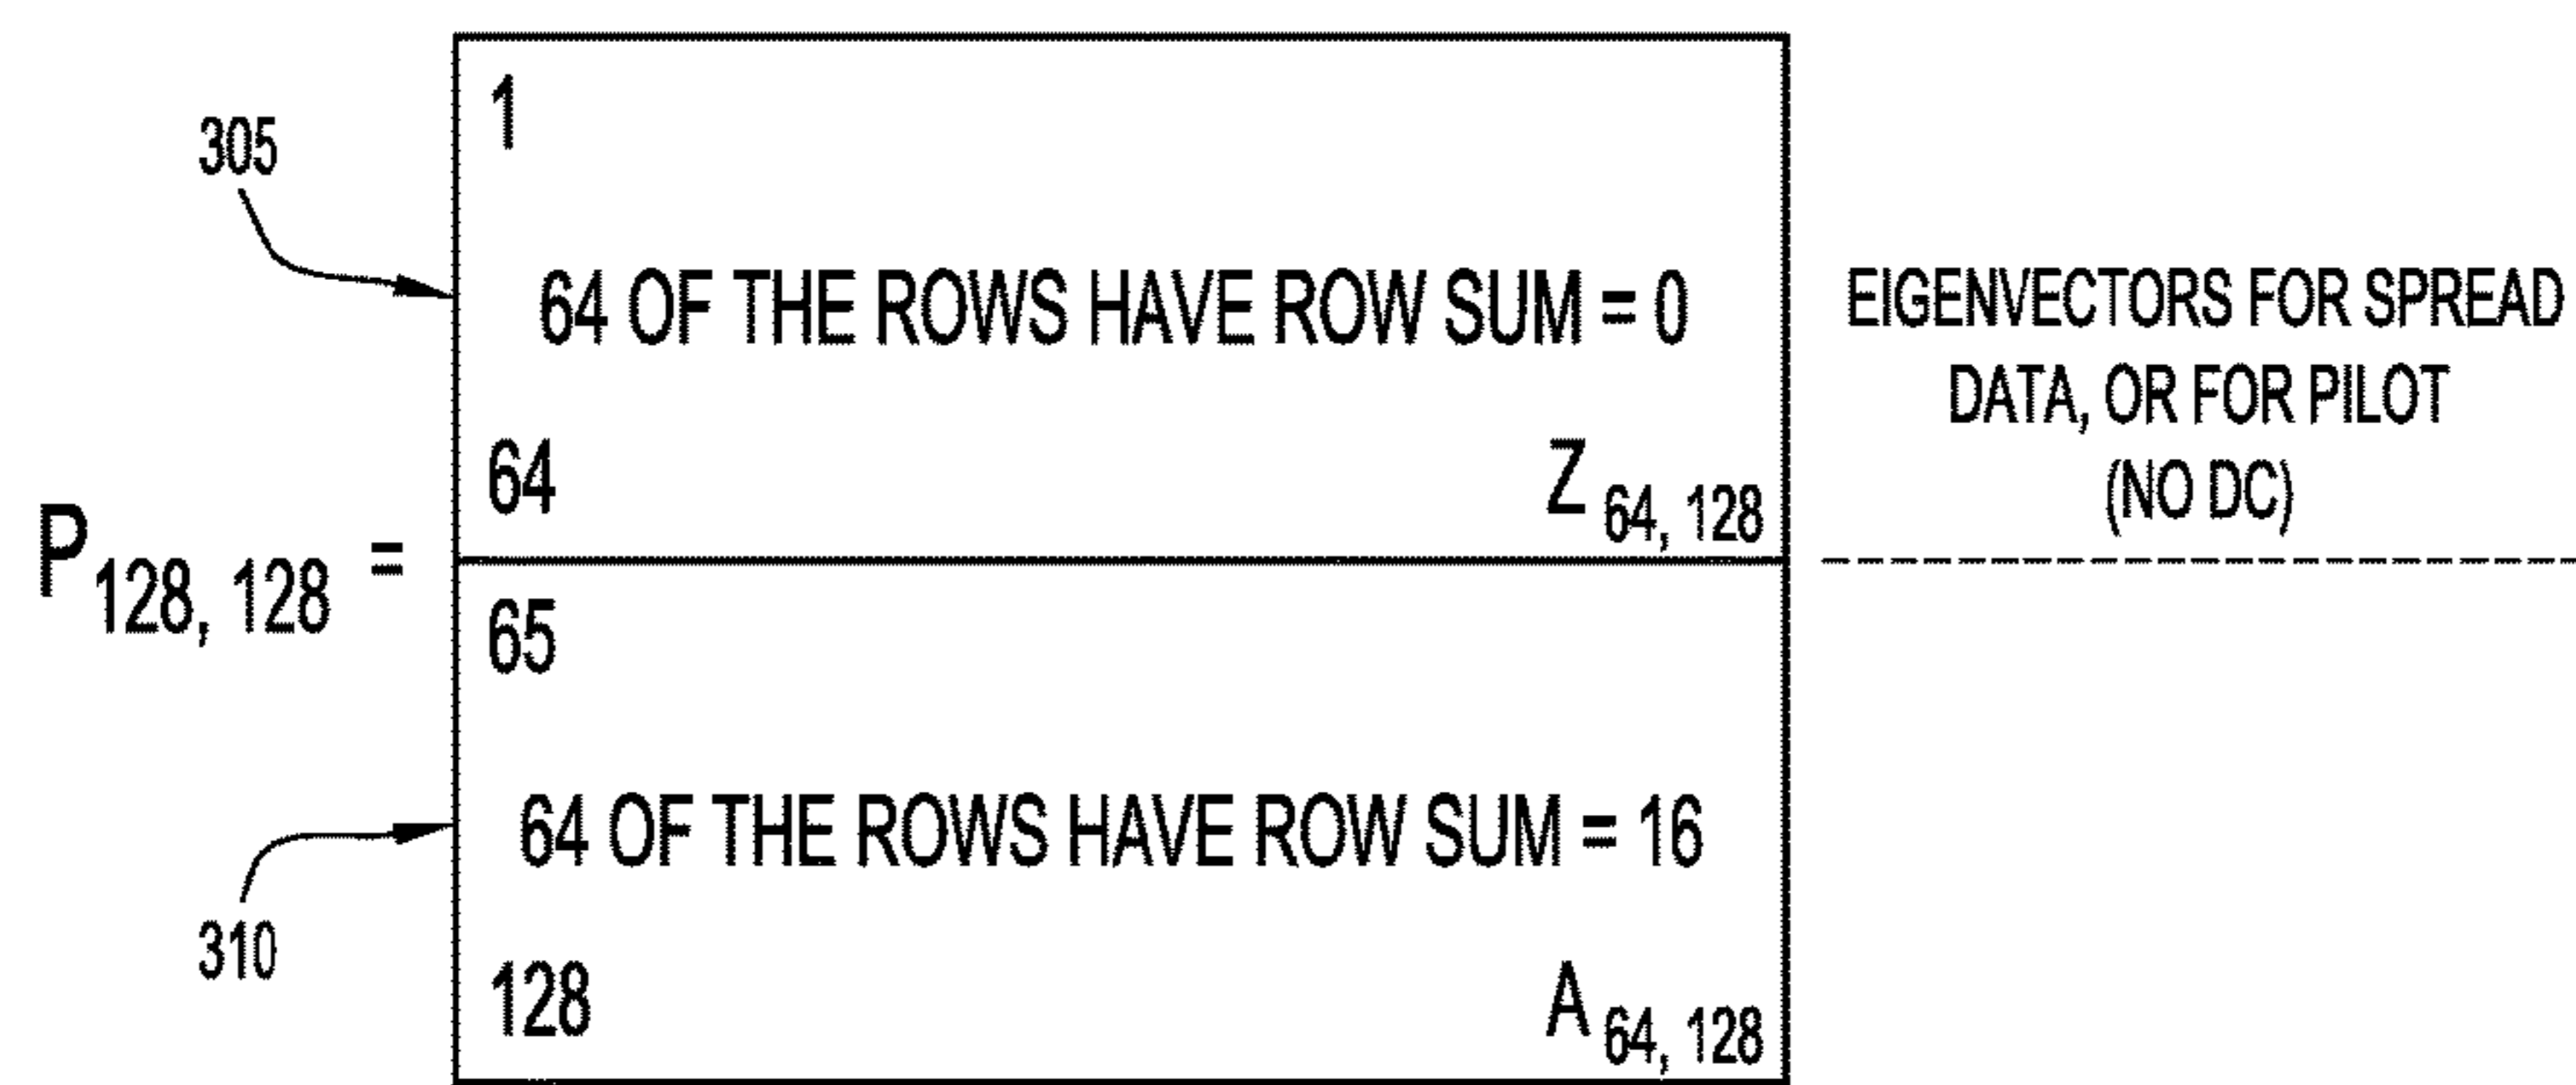 305
1
64 OF THE ROWS HAVE ROW SUM = 0
64
Z 64, 128
EIGENVECTORS FOR SPREAD
DATA, OR FOR PILOT
(NO DC)
P 128, 128 =
65
64 OF THE ROWS HAVE ROW SUM = 16
310
128
A 64, 128